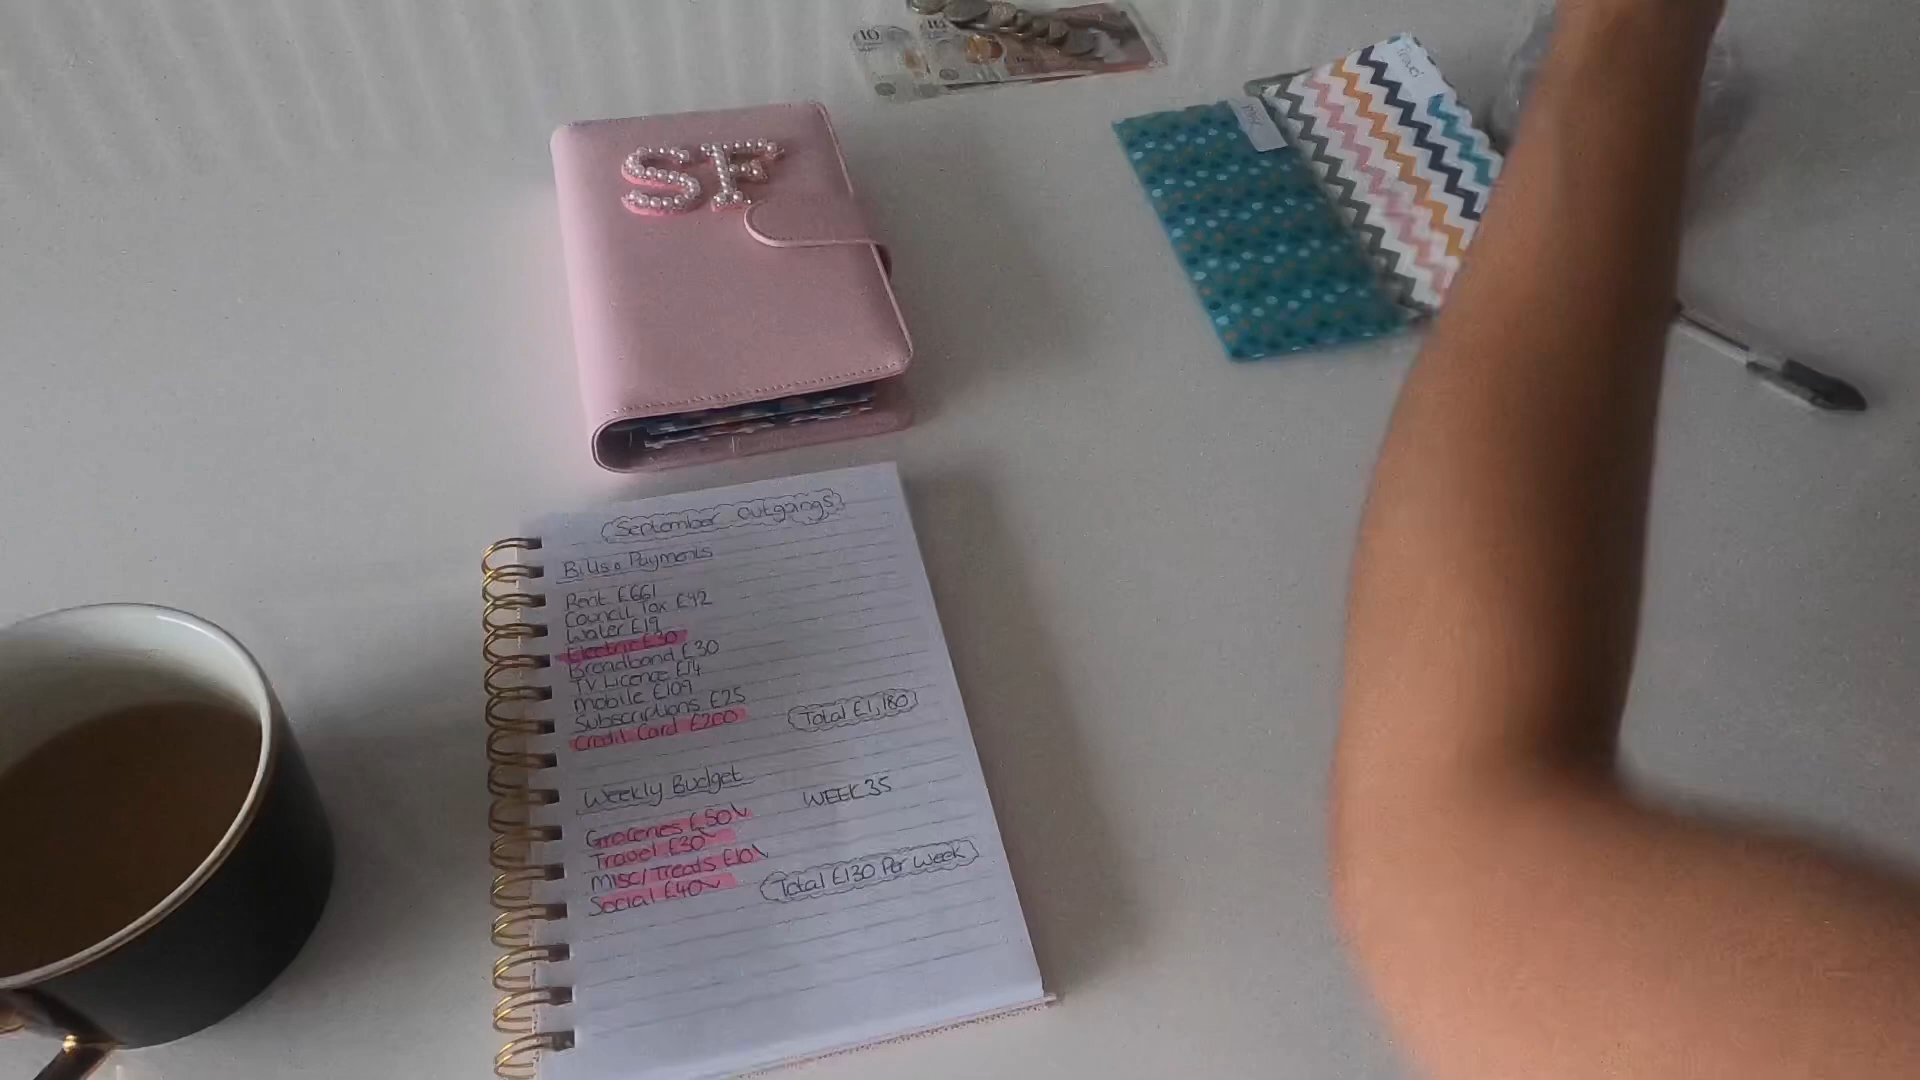 10
10
SF
Travel
September Outgoings
Bills & Payments
Rent £661
Council Tax £92
Water £19
Electric £30
Broadband £30
TV Licence £14
Mobile £109
Subscriptions £25
Credit Card £200
Total £1,180
Weekly Budget
WEEK 35
Groceries £50
Travel £30
Misc/Treats £10
Social £40
Total £130 Per Week